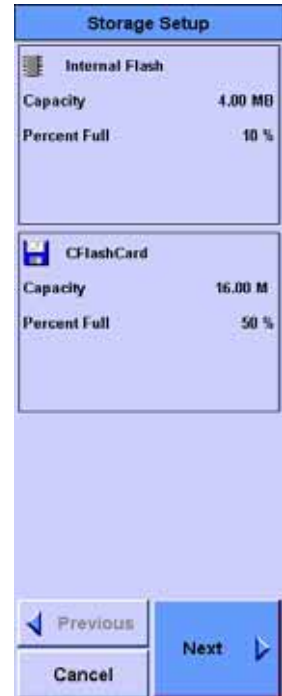 Storage Setup
Internal Flash
Capacity 4.00 MB
Percent Full 10 %
CFlashCard
Capacity 16.00 M
Percent Full 50 %
Previous
Next
Cancel